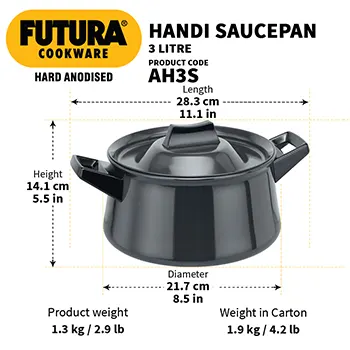 FUTURA®
COOKWARE
HARD ANODISED
HANDI SAUCEPAN
3 LITRE
PRODUCT CODE
AH3S
Length
28.3 cm
11.1 in
Height
14.1 cm
5.5 in
Diameter
21.7 cm
8.5 in
Product weight
1.3 kg / 2.9 lb
Weight in Carton
1.9 kg / 4.2 lb